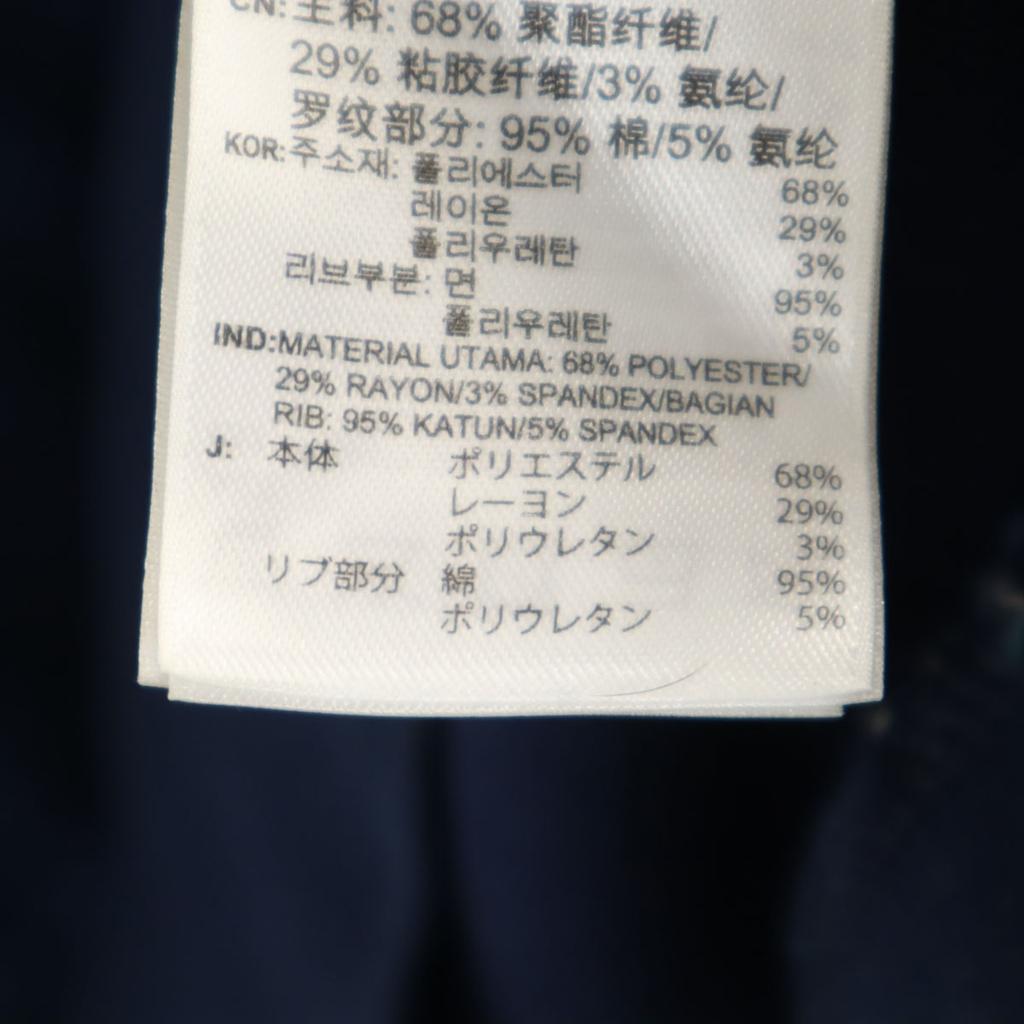 CN: 主料: 68% 聚酯纤维/
29% 粘胶纤维/3% 氨纶/
罗纹部分: 95% 棉/5% 氨纶
KOR: 주소재: 폴리에스터 68%
레이온 29%
폴리우레탄 3%
리브부분: 면 95%
폴리우레탄 5%
IND:MATERIAL UTAMA: 68% POLYESTER/
29% RAYON/3% SPANDEX/BAGIAN
RIB: 95% KATUN/5% SPANDEX
J: 本体 ポリエステル 68%
レーヨン 29%
ポリウレタン 3%
リブ部分 綿 95%
ポリウレタン 5%